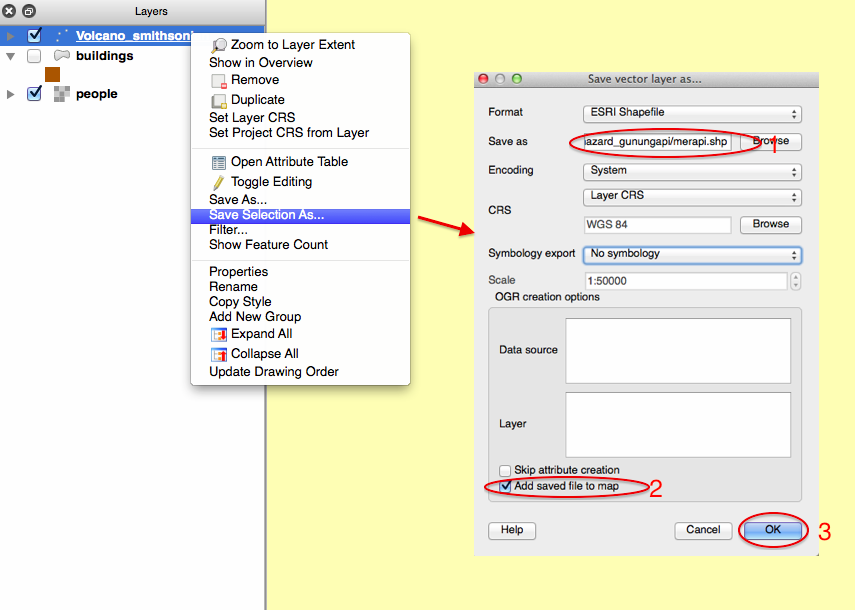 Layers
Volcano_smithsoni
buildings
people
Zoom to Layer Extent
Show in Overview
Remove
Duplicate
Set Layer CRS
Set Project CRS from Layer
Open Attribute Table
Toggle Editing
Save As...
Save Selection As...
Filter...
Show Feature Count
Properties
Rename
Copy Style
Add New Group
Expand All
Collapse All
Update Drawing Order
Save vector layer as...
Format ESRI Shapefile
Save as azard_gunungapi/merapi.shp Browse 1
Encoding System
CRS Layer CRS
WGS 84 Browse
Symbology export No symbology
Scale 1:50000
OGR creation options
Data source
Layer
Skip attribute creation
Add saved file to map 2
Help Cancel OK 3